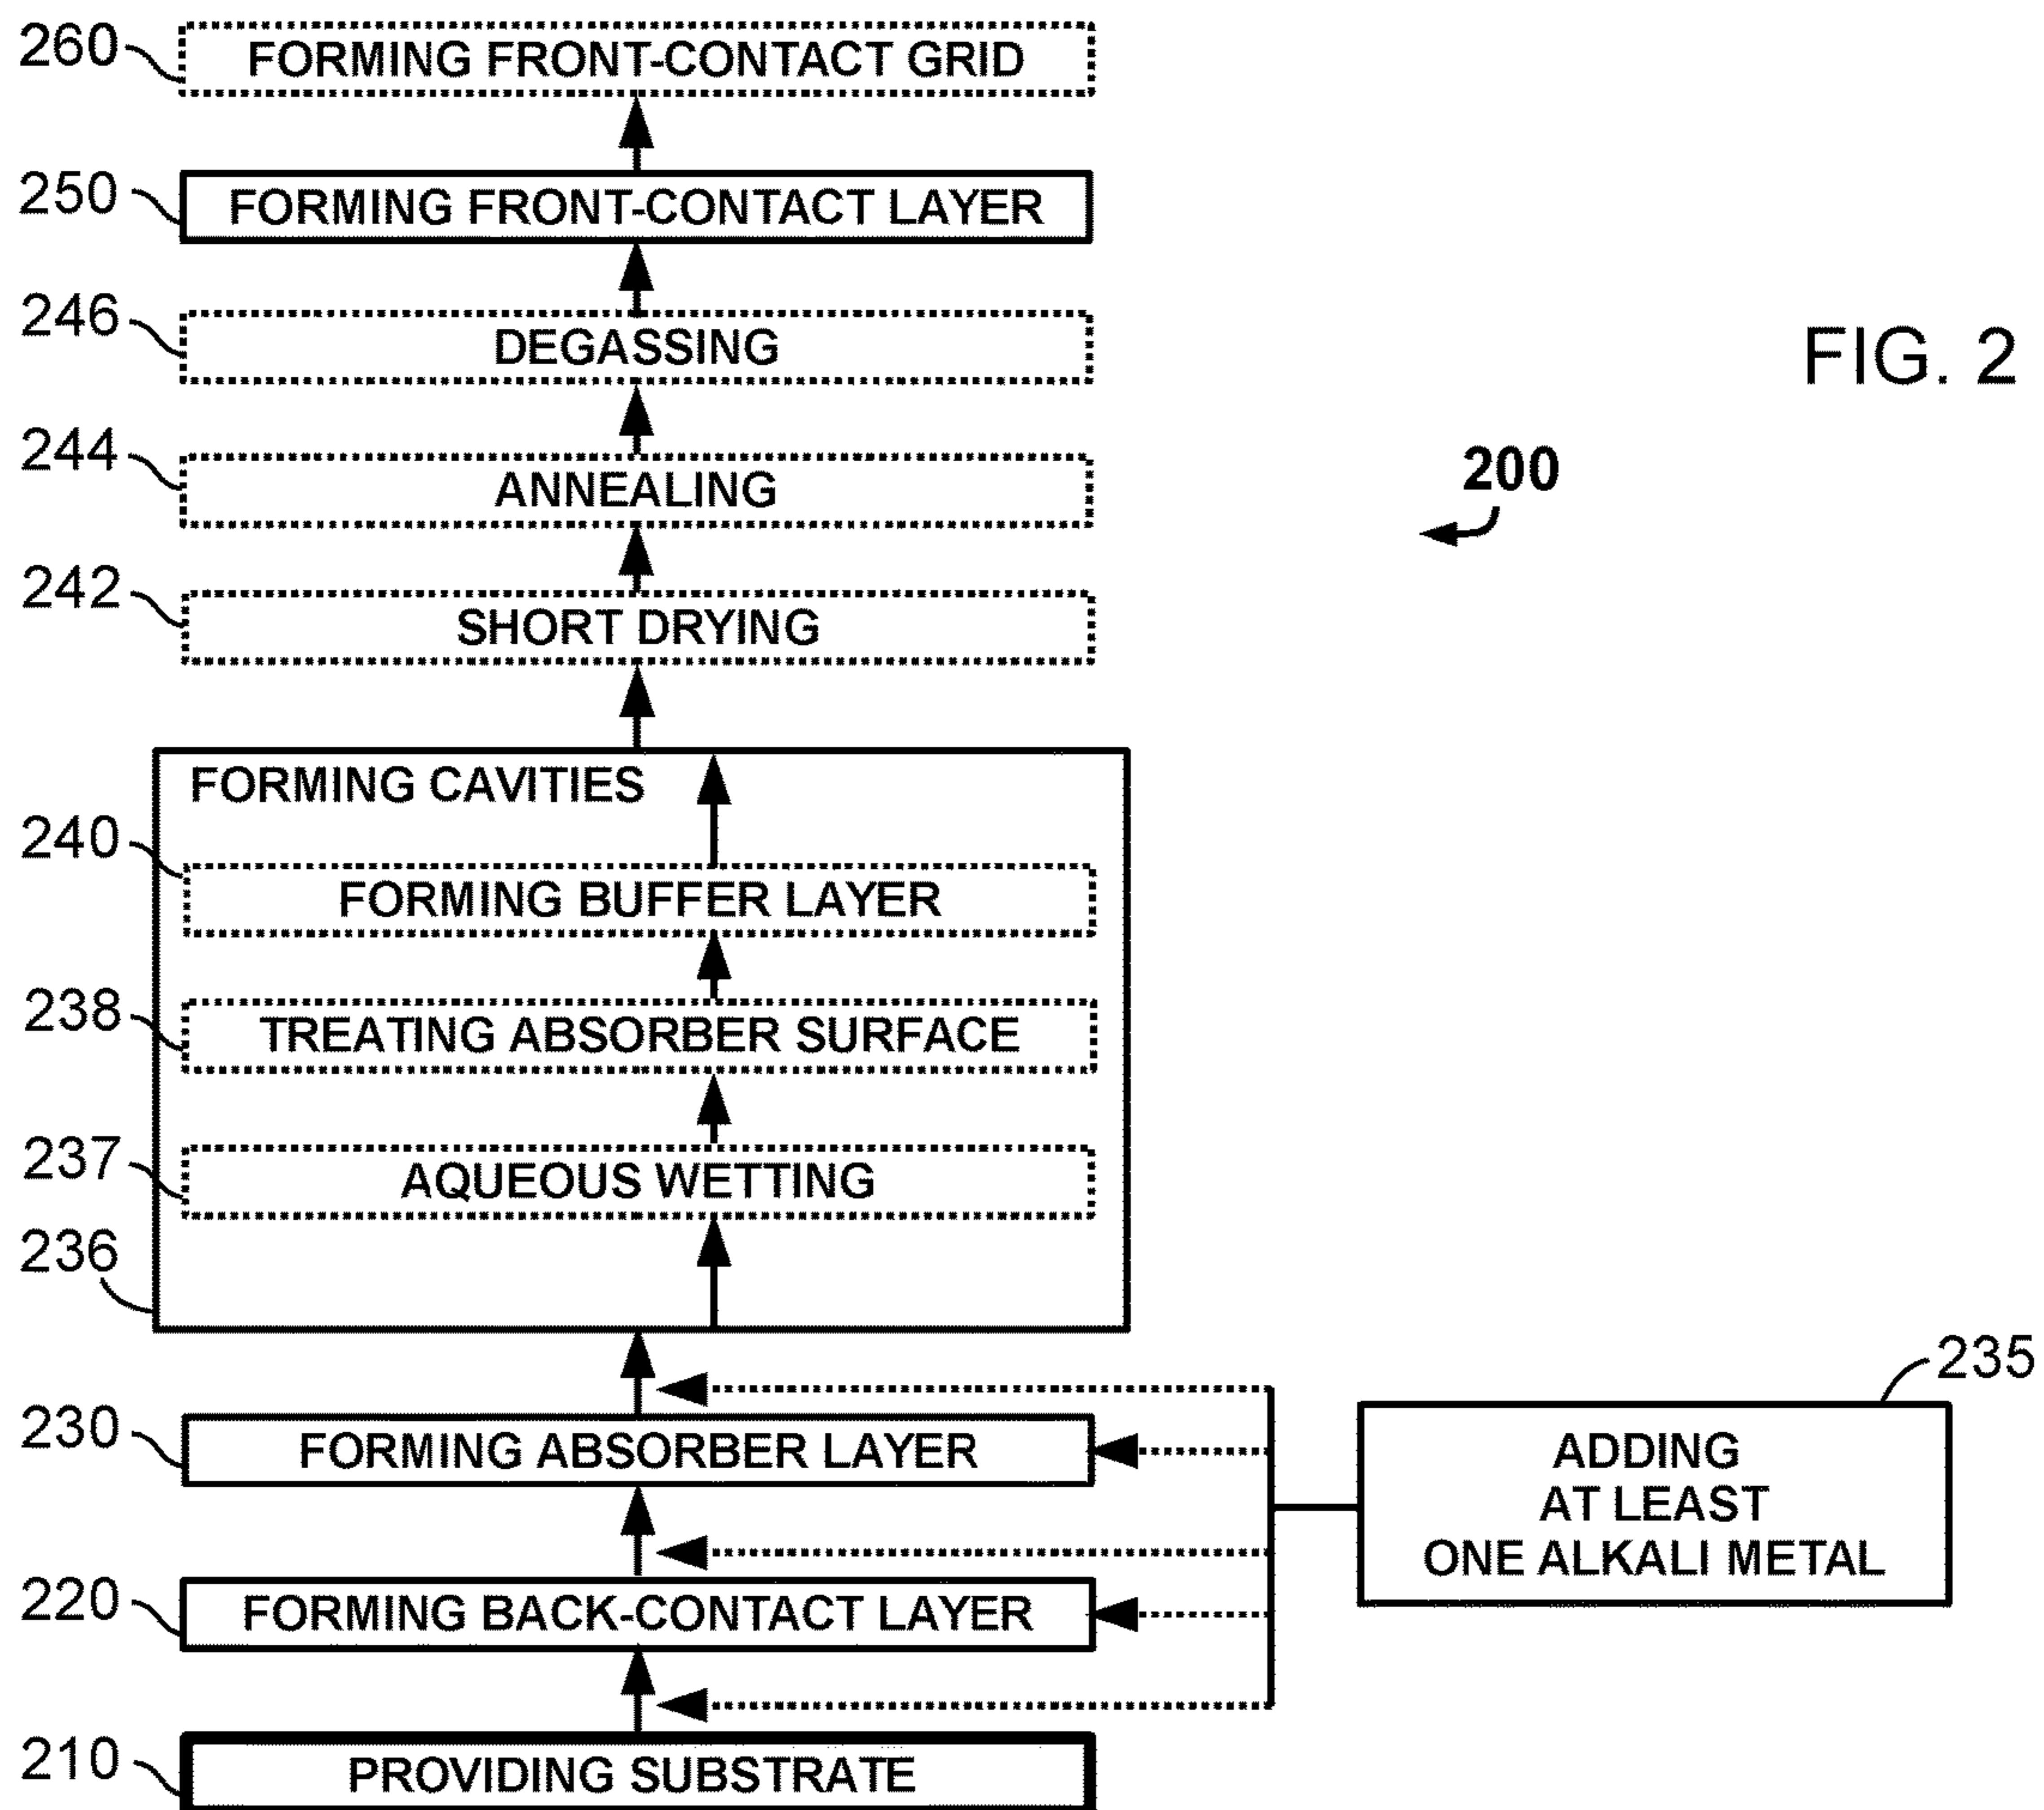 260 FORMING FRONT-CONTACT GRID
250 FORMING FRONT-CONTACT LAYER
246 DEGASSING
FIG. 2
244 ANNEALING
200
242 SHORT DRYING
FORMING CAVITIES
240 FORMING BUFFER LAYER
238 TREATING ABSORBER SURFACE
237 AQUEOUS WETTING
236
235
230 FORMING ABSORBER LAYER
ADDING
AT LEAST
ONE ALKALI METAL
220 FORMING BACK-CONTACT LAYER
210 PROVIDING SUBSTRATE